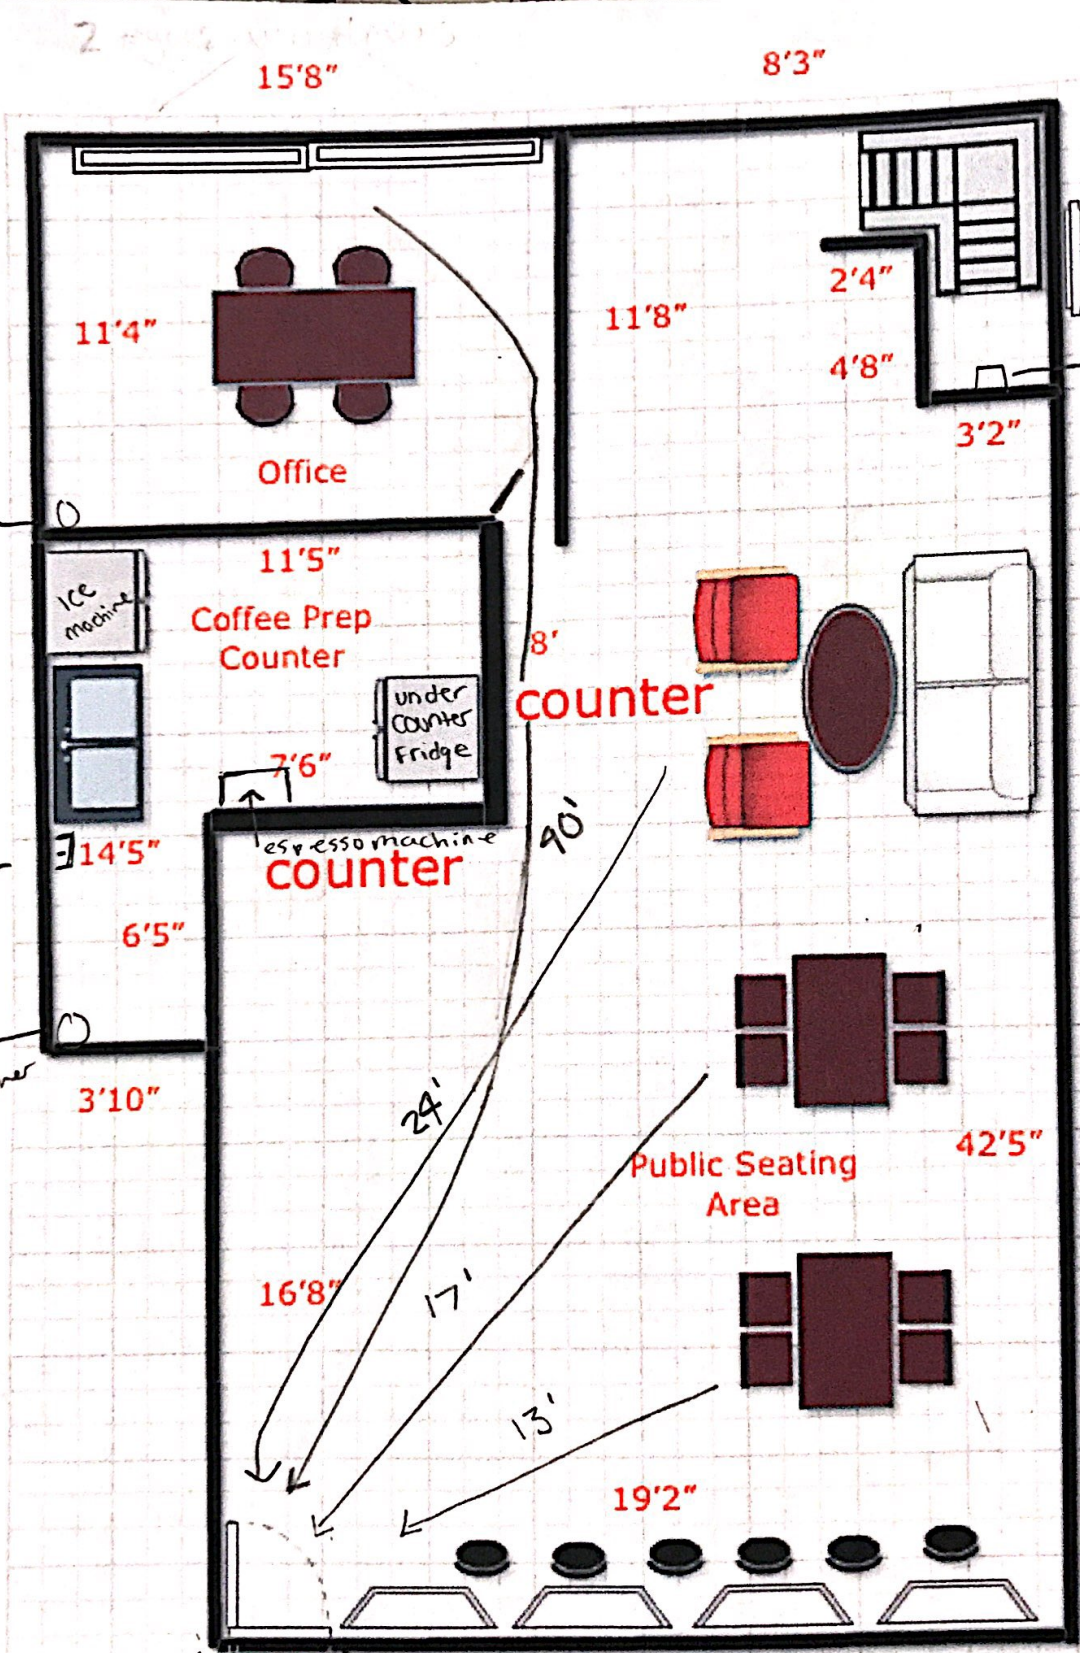 15'8"
8'3"
2'4"
11'4"
11'8"
4'8"
3'2"
Office
11'5"
Ice
machine
Coffee Prep
Counter
8'
under
counter
Fridge
counter
7'6"
espresso machine
14'5"
counter
90'
6'5"
3'10"
24'
42'5"
Public Seating
Area
16'8"
17'
13'
19'2"